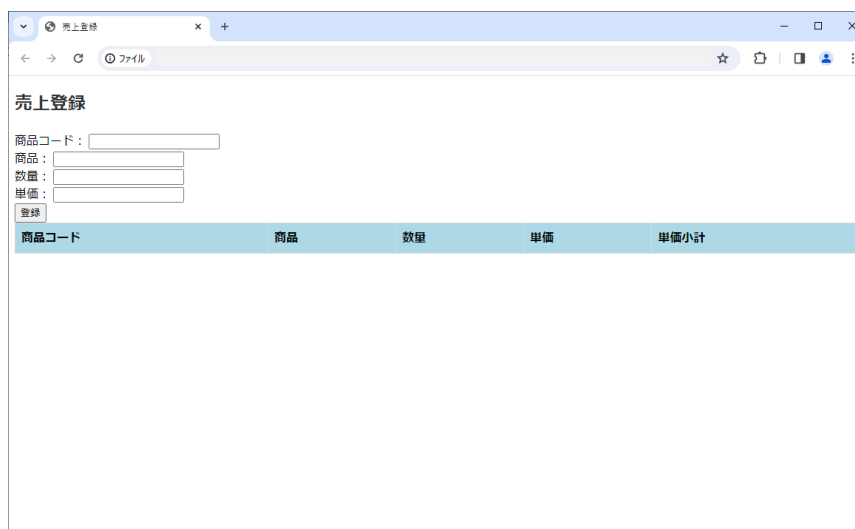 売上登録
ファイル
売上登録
商品コード：
商品：
数量：
単価：
登録
商品コード 商品 数量 単価 単価小計